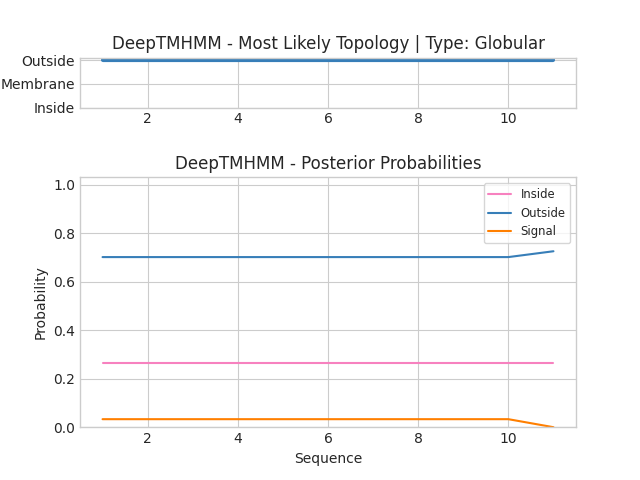 DeepTMHMM - Most Likely Topology | Type: Globular
Outside
Membrane
Inside
2 4 6 8 10
DeepTMHMM - Posterior Probabilities
1.0
0.8
0.6
0.4
0.2
0.0
Probability
Inside
Outside
Signal
2 4 6 8 10
Sequence